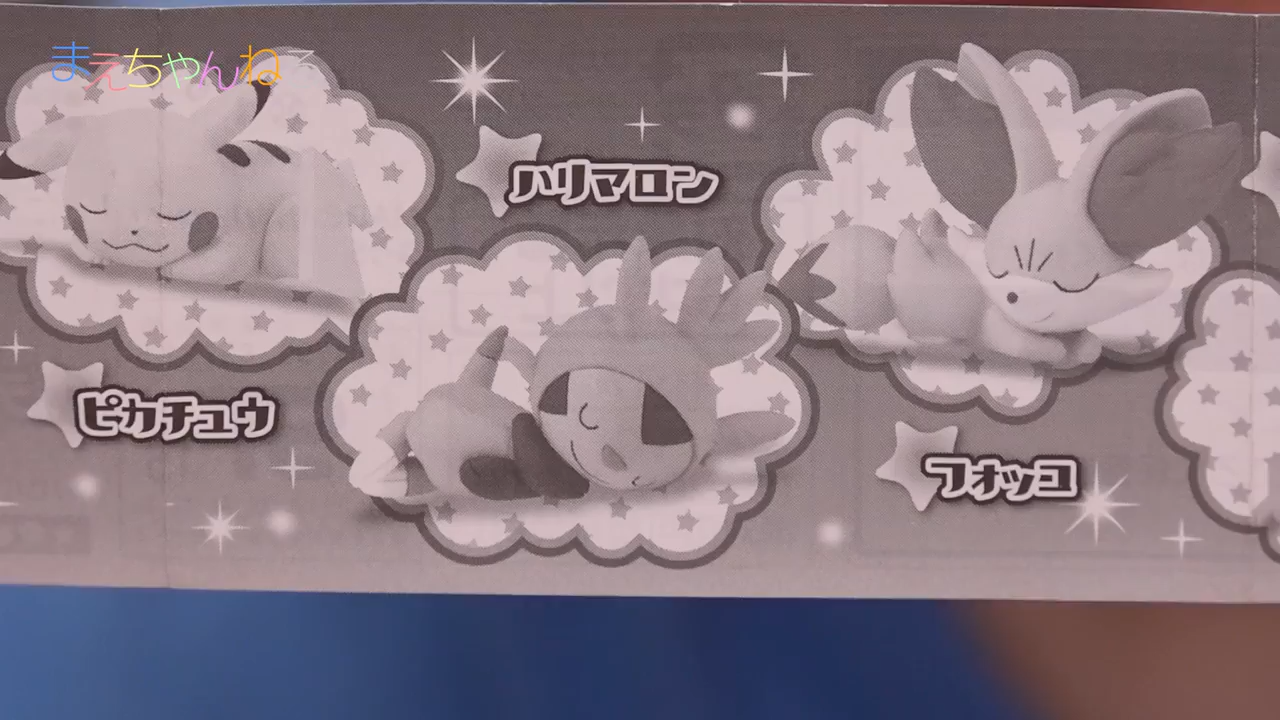 まえちゃんねる
ハリマロン
ピカチュウ
フォッコ